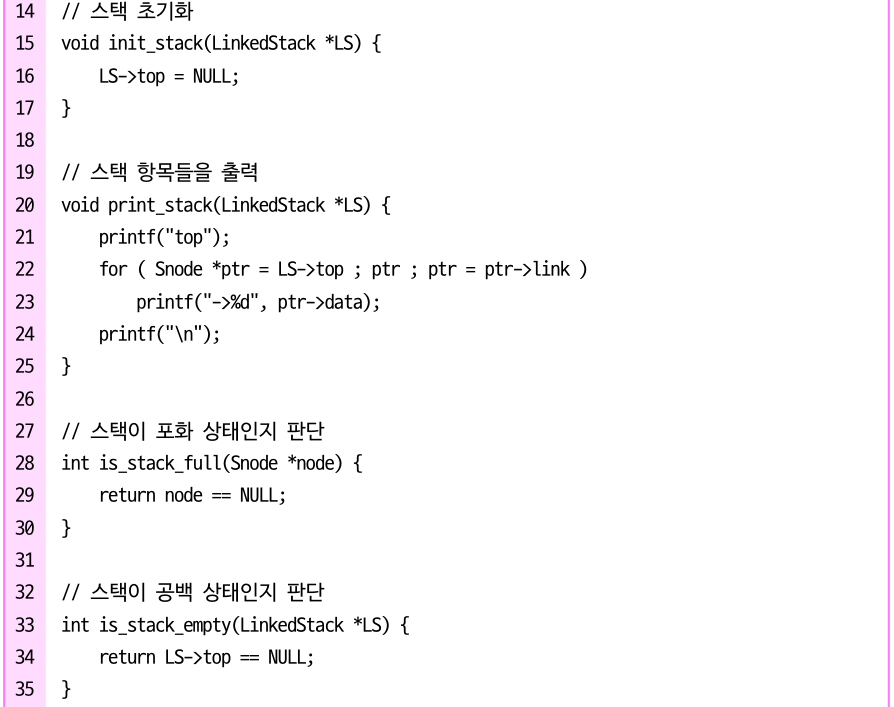 14 // 스택 초기화
15 void init_stack(LinkedStack *LS) {
16     LS->top = NULL;
17 }
18
19 // 스택 항목들을 출력
20 void print_stack(LinkedStack *LS) {
21     printf("top");
22     for ( Snode *ptr = LS->top ; ptr ; ptr = ptr->link )
23         printf("->%d", ptr->data);
24     printf("\n");
25 }
26
27 // 스택이 포화 상태인지 판단
28 int is_stack_full(Snode *node) {
29     return node == NULL;
30 }
31
32 // 스택이 공백 상태인지 판단
33 int is_stack_empty(LinkedStack *LS) {
34     return LS->top == NULL;
35 }